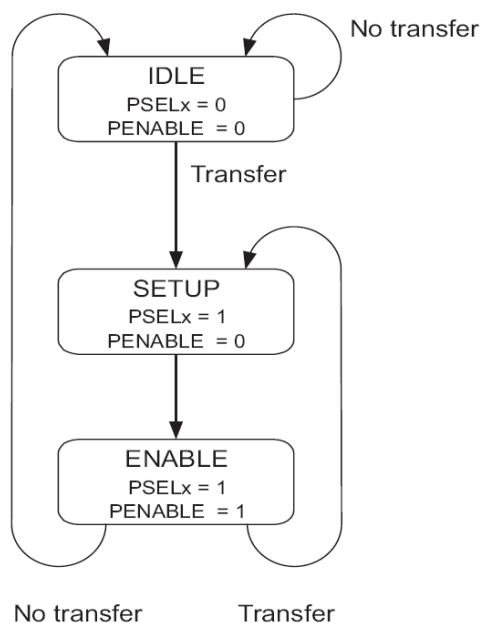 No transfer
IDLE
PSELx = 0
PENABLE = 0
Transfer
SETUP
PSELx = 1
PENABLE = 0
ENABLE
PSELx = 1
PENABLE = 1
No transfer
Transfer